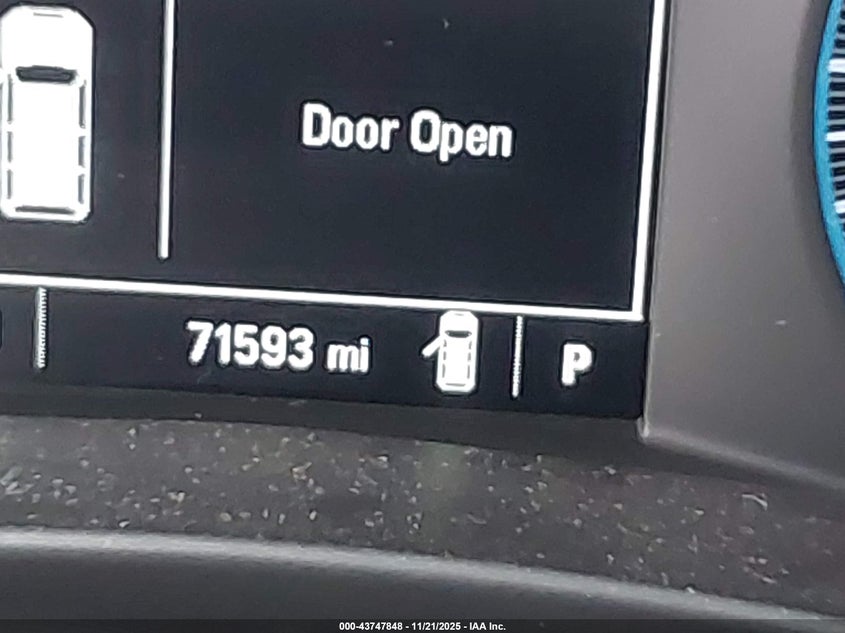 Door Open
71593 mi
P
000-43747848 - 11/21/2025 - IAA Inc.